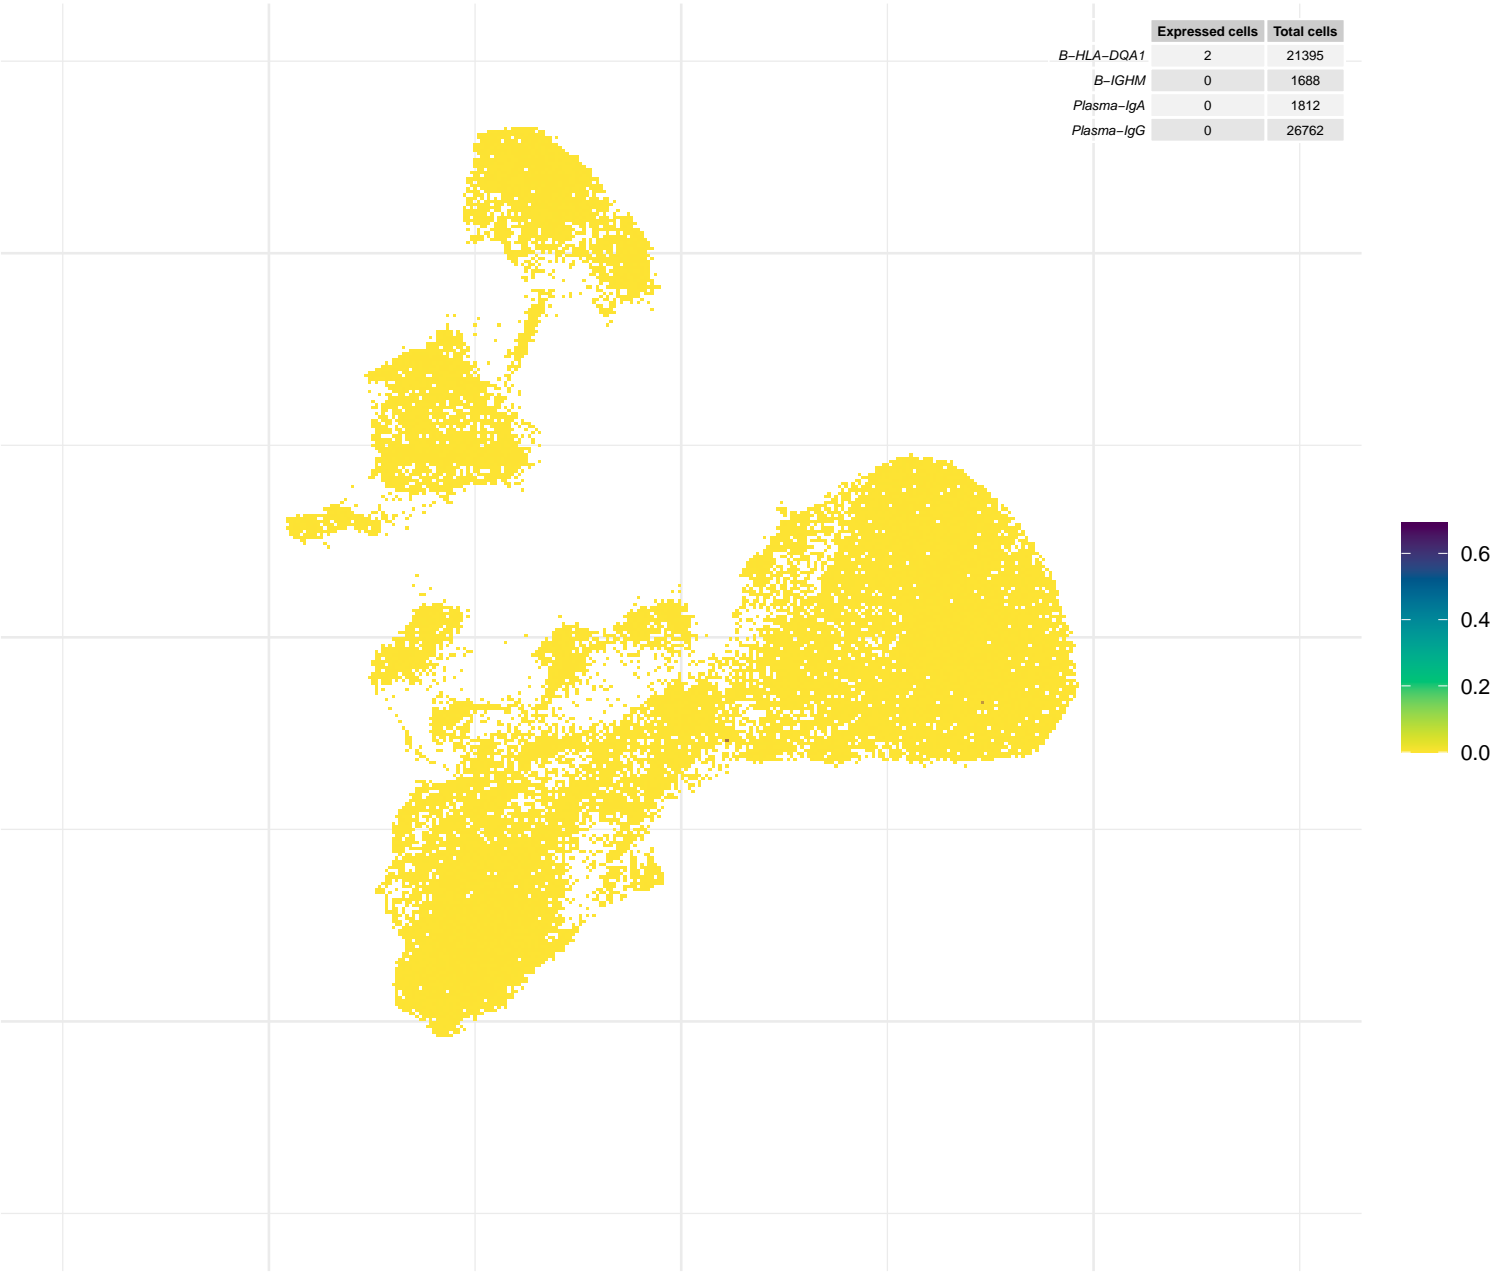 Expressed cells Total cells
B−HLA−DQA1 2 21395
B−IGHM 0 1688
Plasma−IgA 0 1812
Plasma−IgG 0 26762
0.6
0.4
0.2
0.0